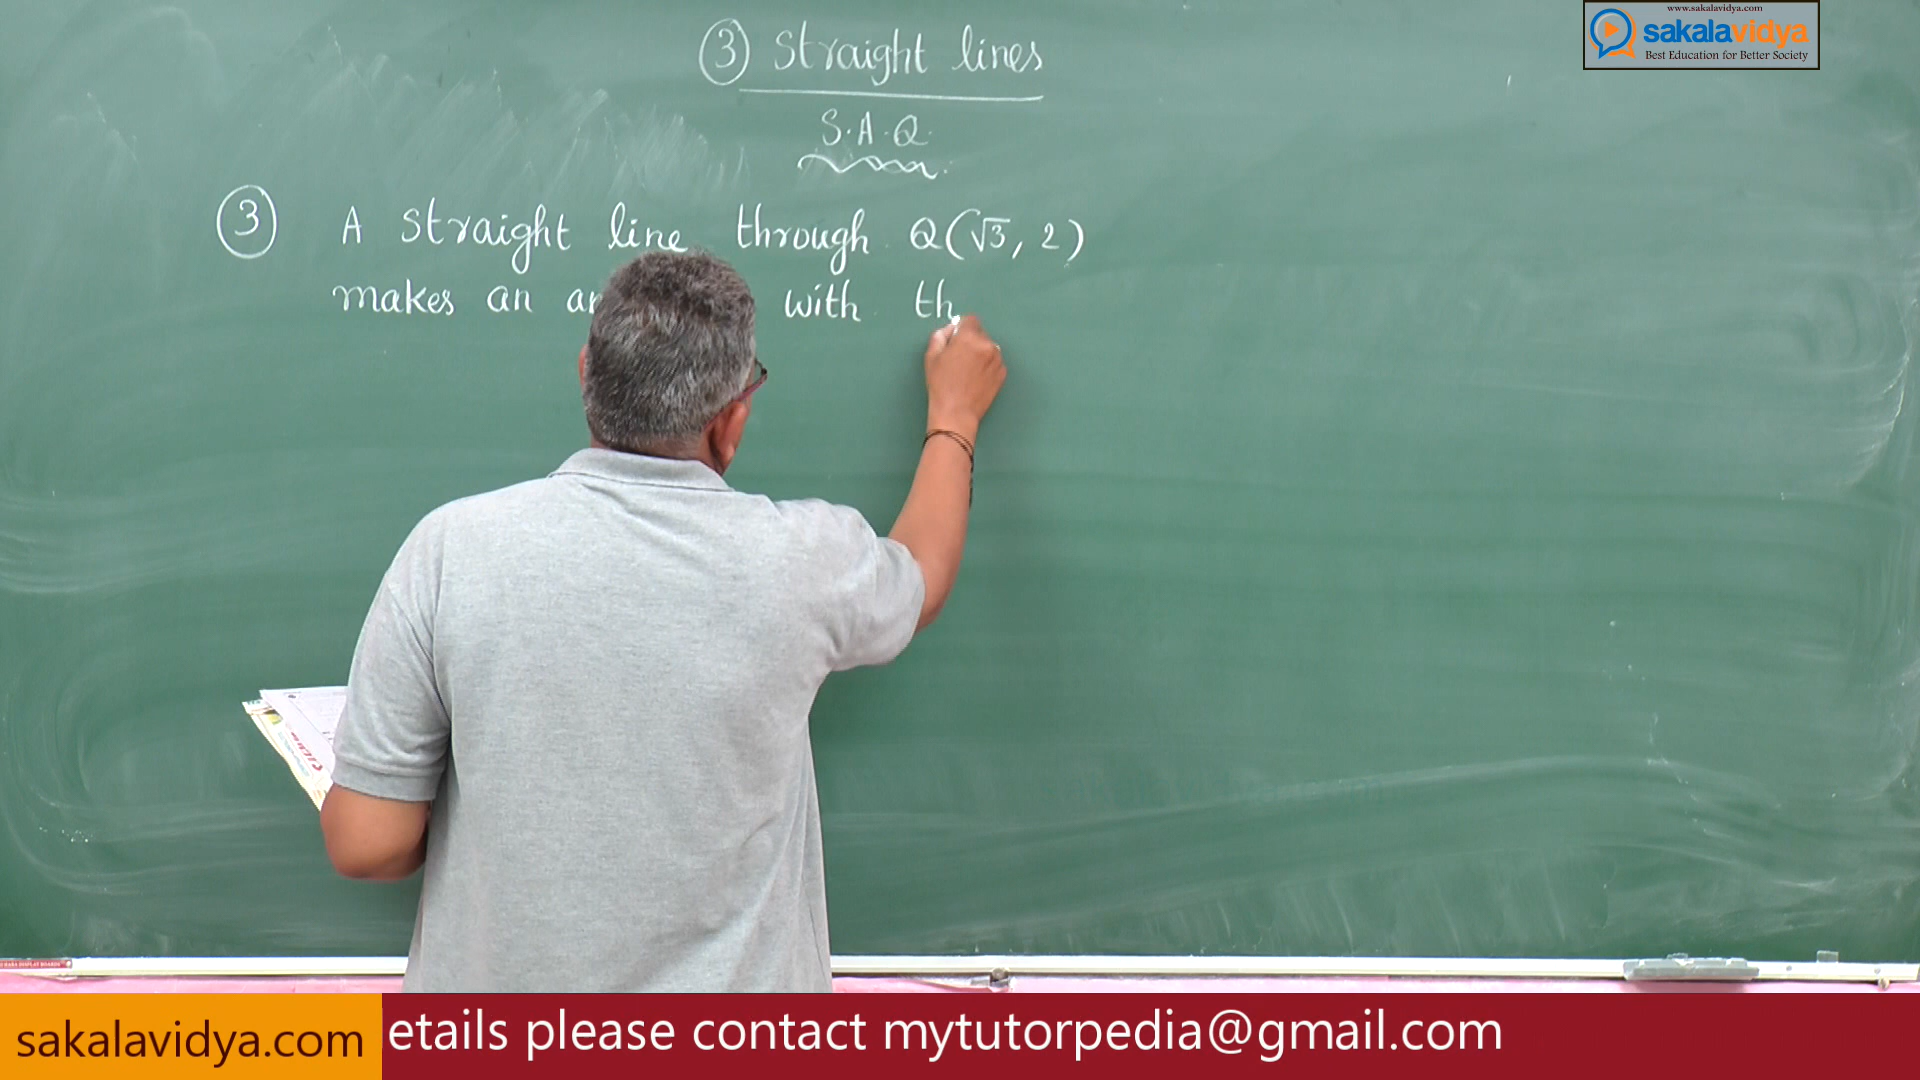 www.sakalavidya.com
sakalavidya
Best Education for Better Society
3 Straight lines
S.A.Q.
3 A straight line through Q(√3, 2)
makes an with th
sakalavidya.com
etails please contact mytutorpedia@gmail.com